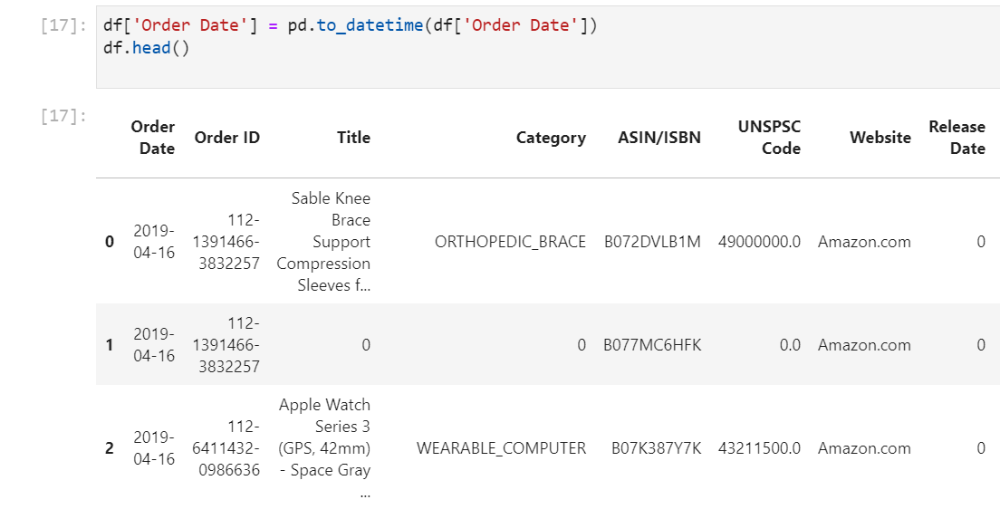 [17]: df['Order Date'] = pd.to_datetime(df['Order Date'])
df.head()
[17]:
Order Date Order ID Title Category ASIN/ISBN UNSPSC Code Website Release Date
0 2019-04-16 112-1391466-3832257 Sable Knee Brace Support Compression Sleeves f... ORTHOPEDIC_BRACE B072DVLB1M 49000000.0 Amazon.com 0
1 2019-04-16 112-1391466-3832257 0 0 B077MC6HFK 0.0 Amazon.com 0
2 2019-04-16 112-6411432-0986636 Apple Watch Series 3 (GPS, 42mm) - Space Gray ... WEARABLE_COMPUTER B07K387Y7K 43211500.0 Amazon.com 0